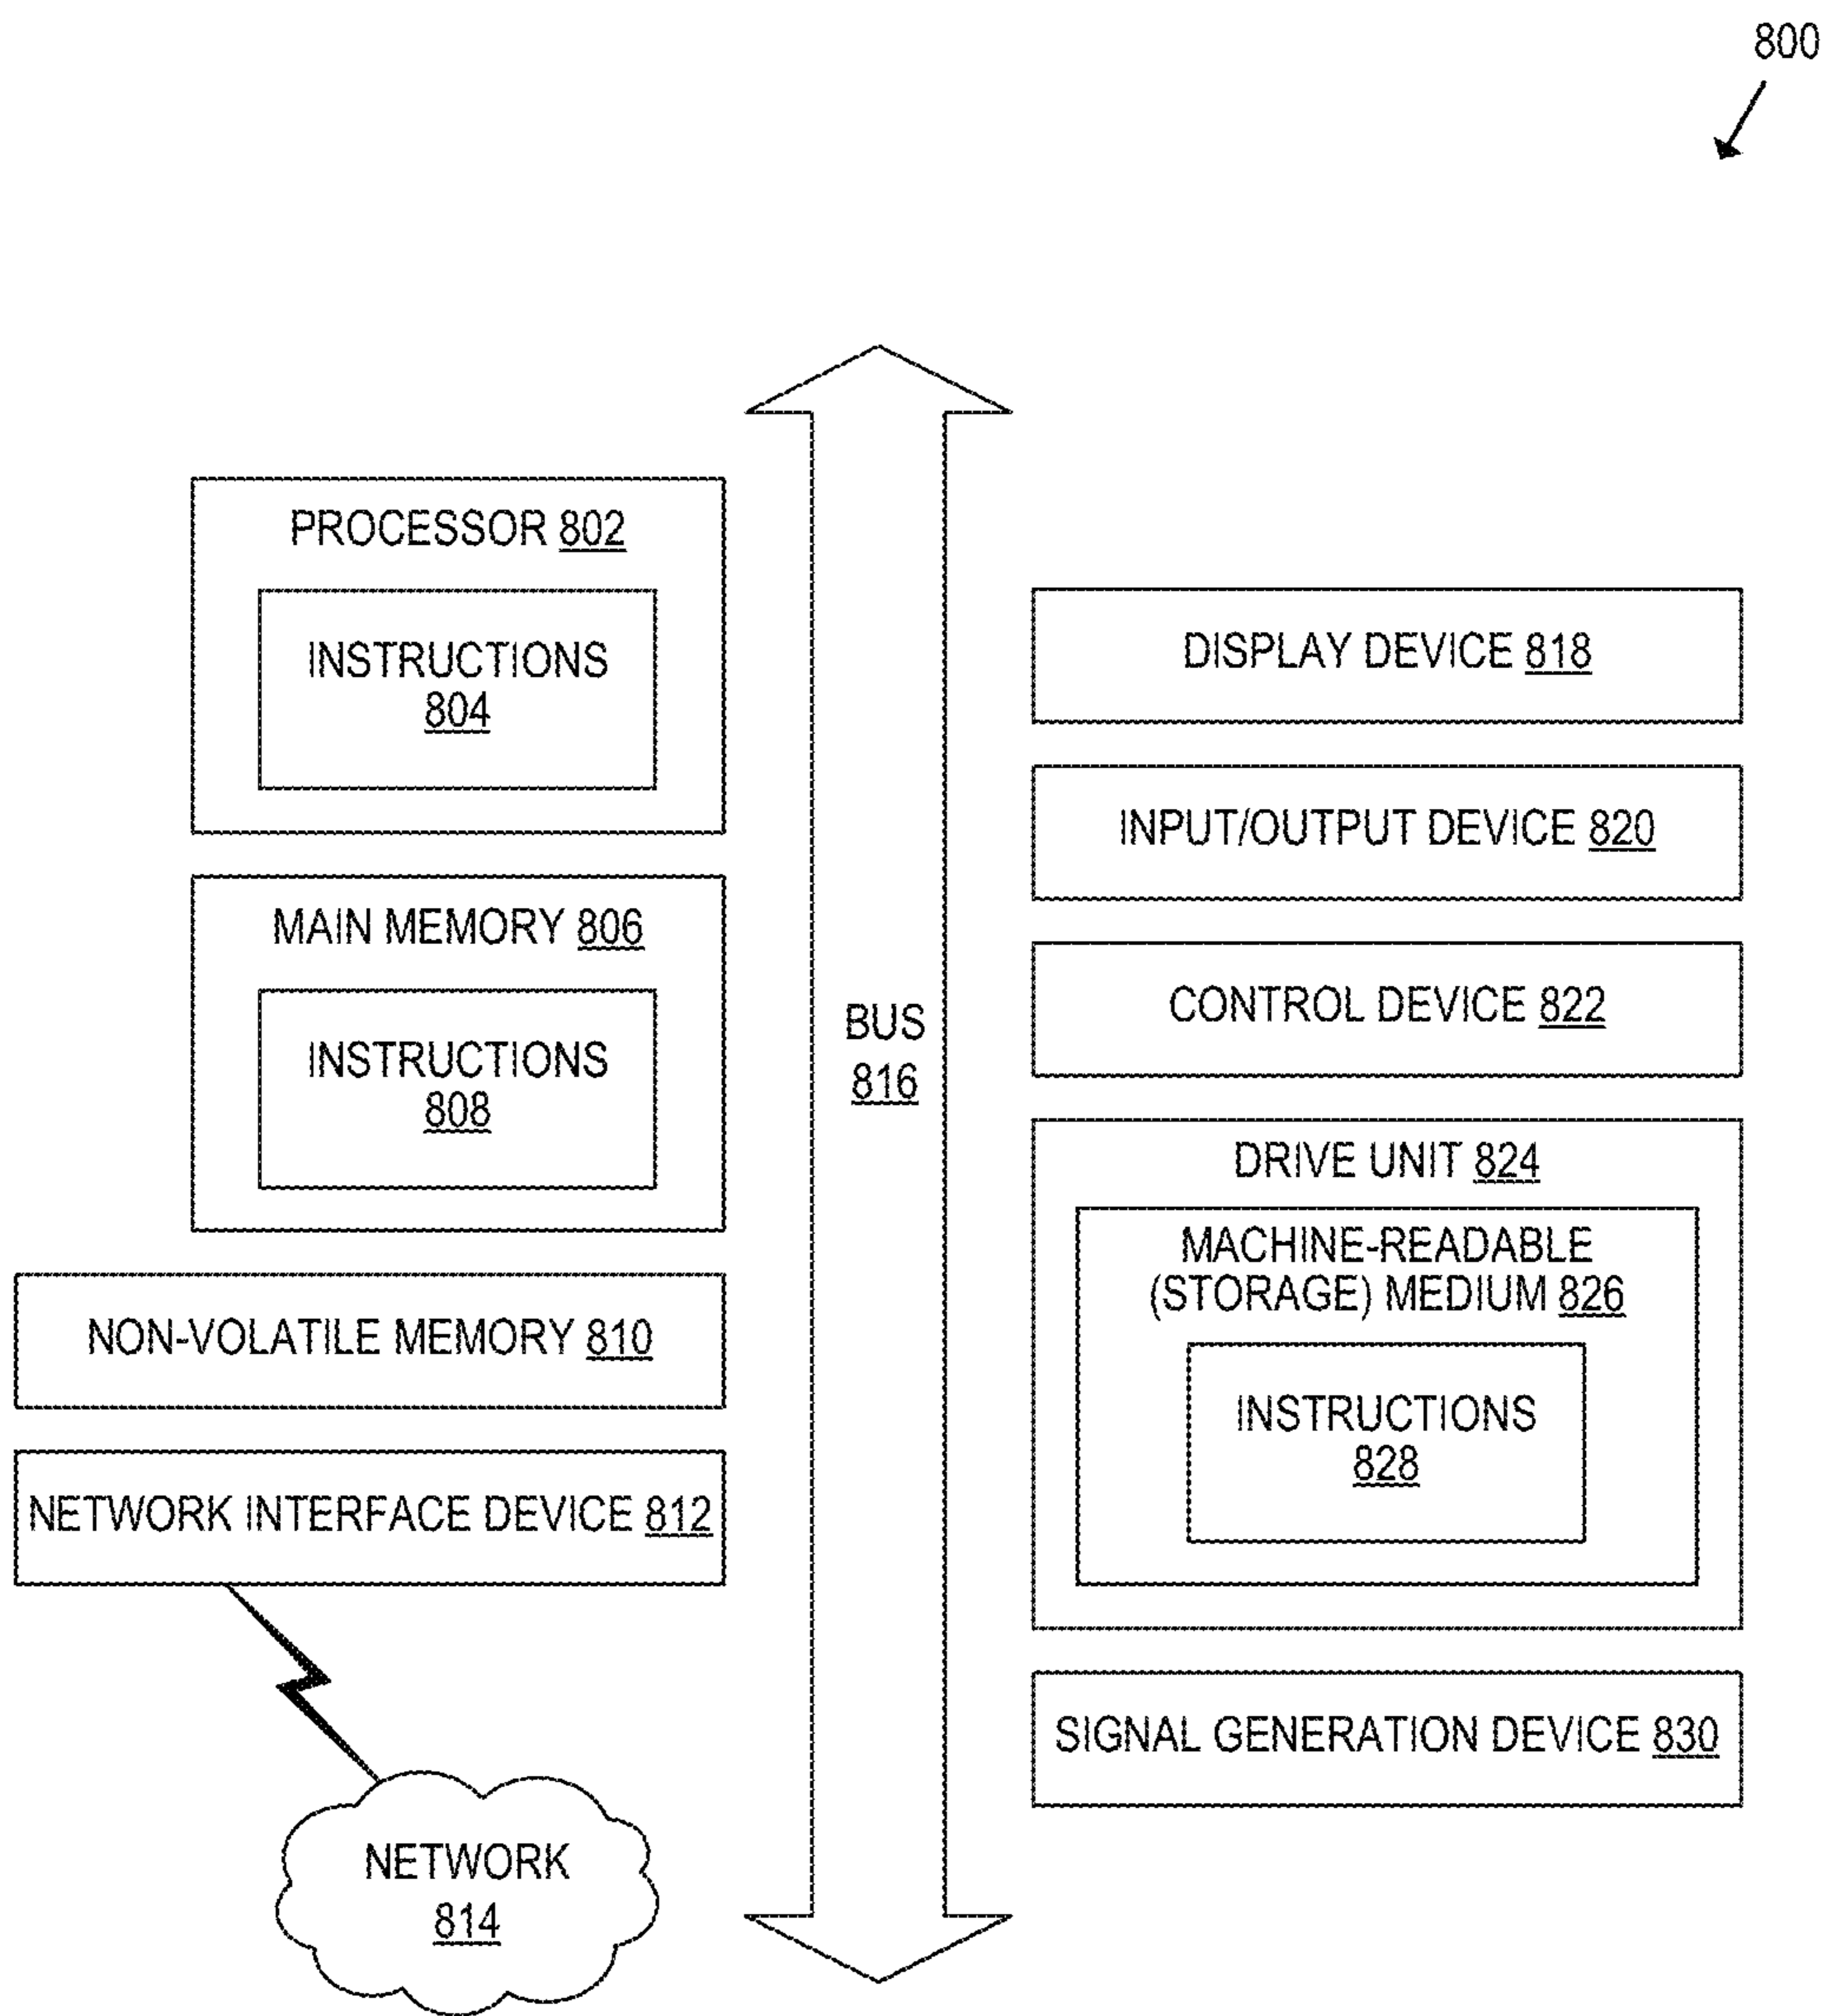 800
PROCESSOR 802
INSTRUCTIONS
804
MAIN MEMORY 806
INSTRUCTIONS
808
NON-VOLATILE MEMORY 810
NETWORK INTERFACE DEVICE 812
NETWORK
814
BUS
816
DISPLAY DEVICE 818
INPUT/OUTPUT DEVICE 820
CONTROL DEVICE 822
DRIVE UNIT 824
MACHINE-READABLE
(STORAGE) MEDIUM 826
INSTRUCTIONS
828
SIGNAL GENERATION DEVICE 830